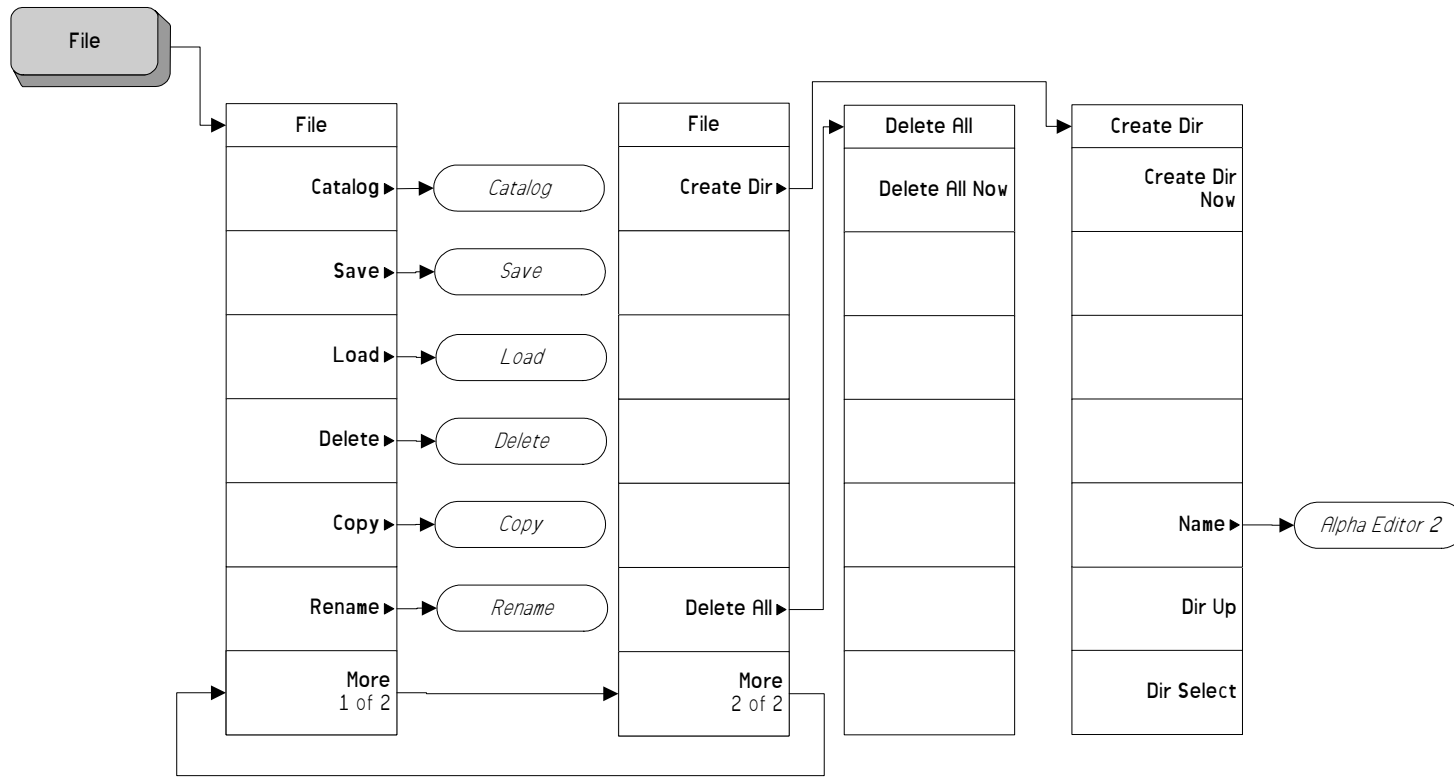 File
File
Catalog
Catalog
Save
Save
Load
Load
Delete
Delete
Copy
Copy
Rename
Rename
More
1 of 2
File
Create Dir
Delete All
More
2 of 2
Delete All
Delete All Now
Create Dir
Create Dir
Now
Name
Alpha Editor 2
Dir Up
Dir Select